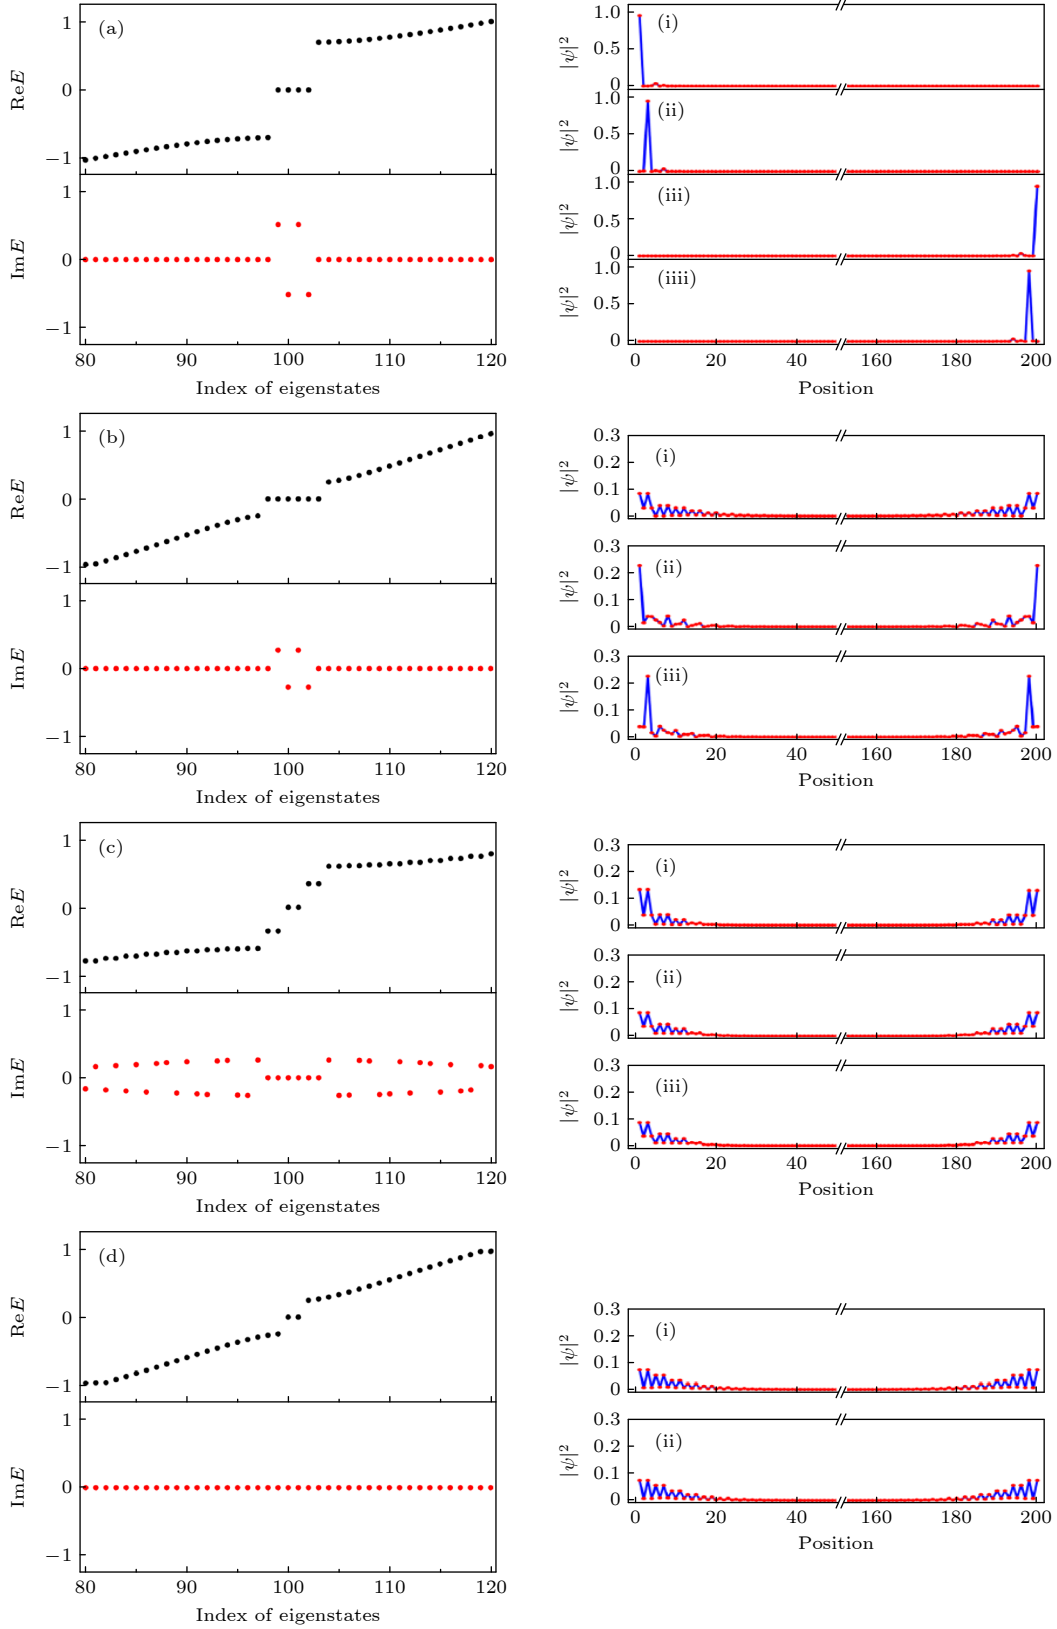 (a)
1
0
−1
ReE
1
0
−1
ImE
80 90 100 110 120
Index of eigenstates
(i)
1.0
0.5
0
|ψ|²
(ii)
1.0
0.5
0
|ψ|²
(iii)
1.0
0.5
0
|ψ|²
(iiii)
1.0
0.5
0
|ψ|²
0 20 40 160 180 200
Position
(b)
1
0
−1
ReE
1
0
−1
ImE
80 90 100 110 120
Index of eigenstates
(i)
0.3
0.2
0.1
0
|ψ|²
(ii)
0.3
0.2
0.1
0
|ψ|²
(iii)
0.3
0.2
0.1
0
|ψ|²
0 20 40 160 180 200
Position
(c)
1
0
−1
ReE
1
0
−1
ImE
80 90 100 110 120
Index of eigenstates
(i)
0.3
0.2
0.1
0
|ψ|²
(ii)
0.3
0.2
0.1
0
|ψ|²
(iii)
0.3
0.2
0.1
0
|ψ|²
0 20 40 160 180 200
Position
(d)
1
0
−1
ReE
1
0
−1
ImE
80 90 100 110 120
Index of eigenstates
(i)
0.3
0.2
0.1
0
|ψ|²
(ii)
0.3
0.2
0.1
0
|ψ|²
0 20 40 160 180 200
Position